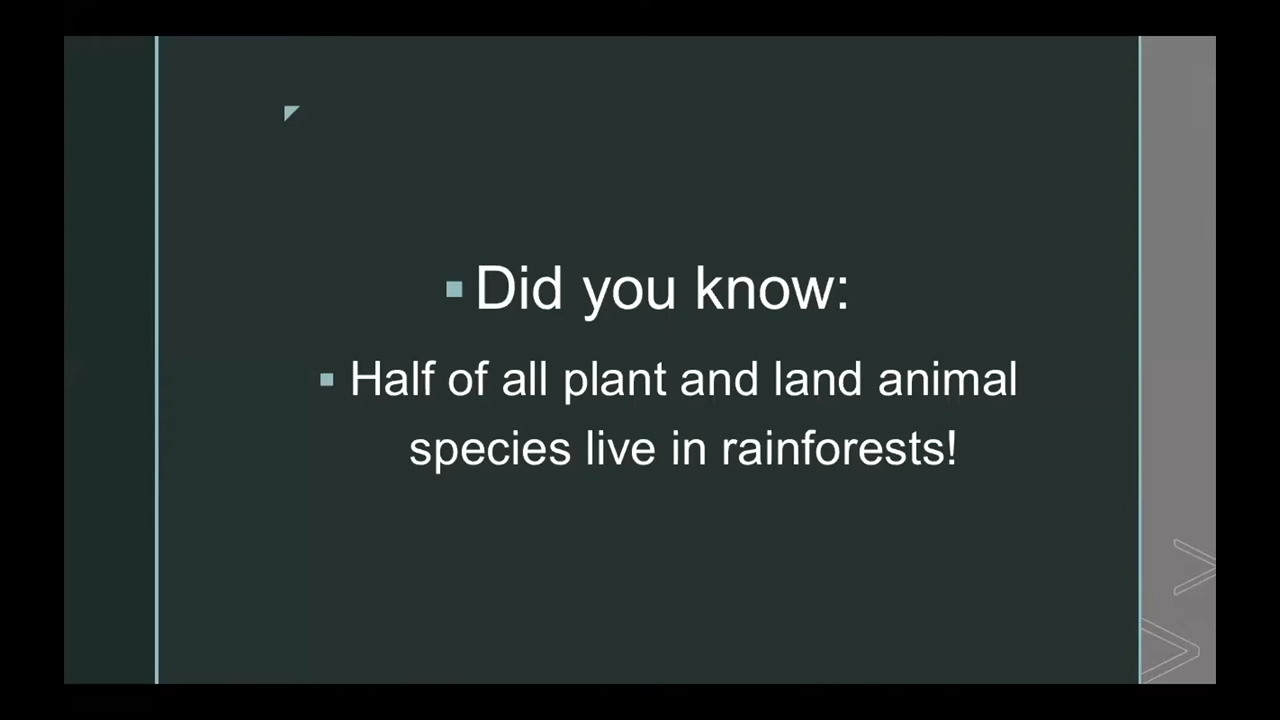 Did you know:
Half of all plant and land animal
species live in rainforests!